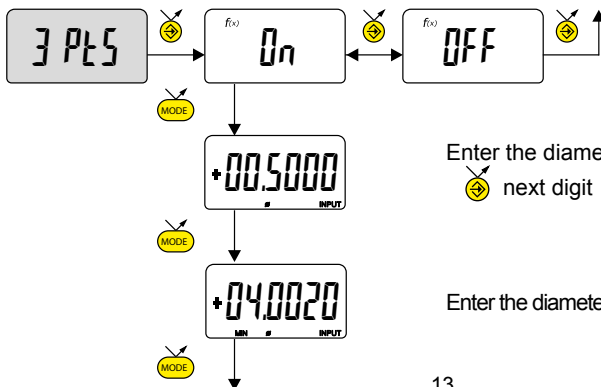 3 PtS
f(x)
On
f(x)
OFF
MODE
+00.5000
ø INPUT
Enter the diame
next digit
MODE
+04.0020
MIN ø INPUT
Enter the diamete
MODE
13